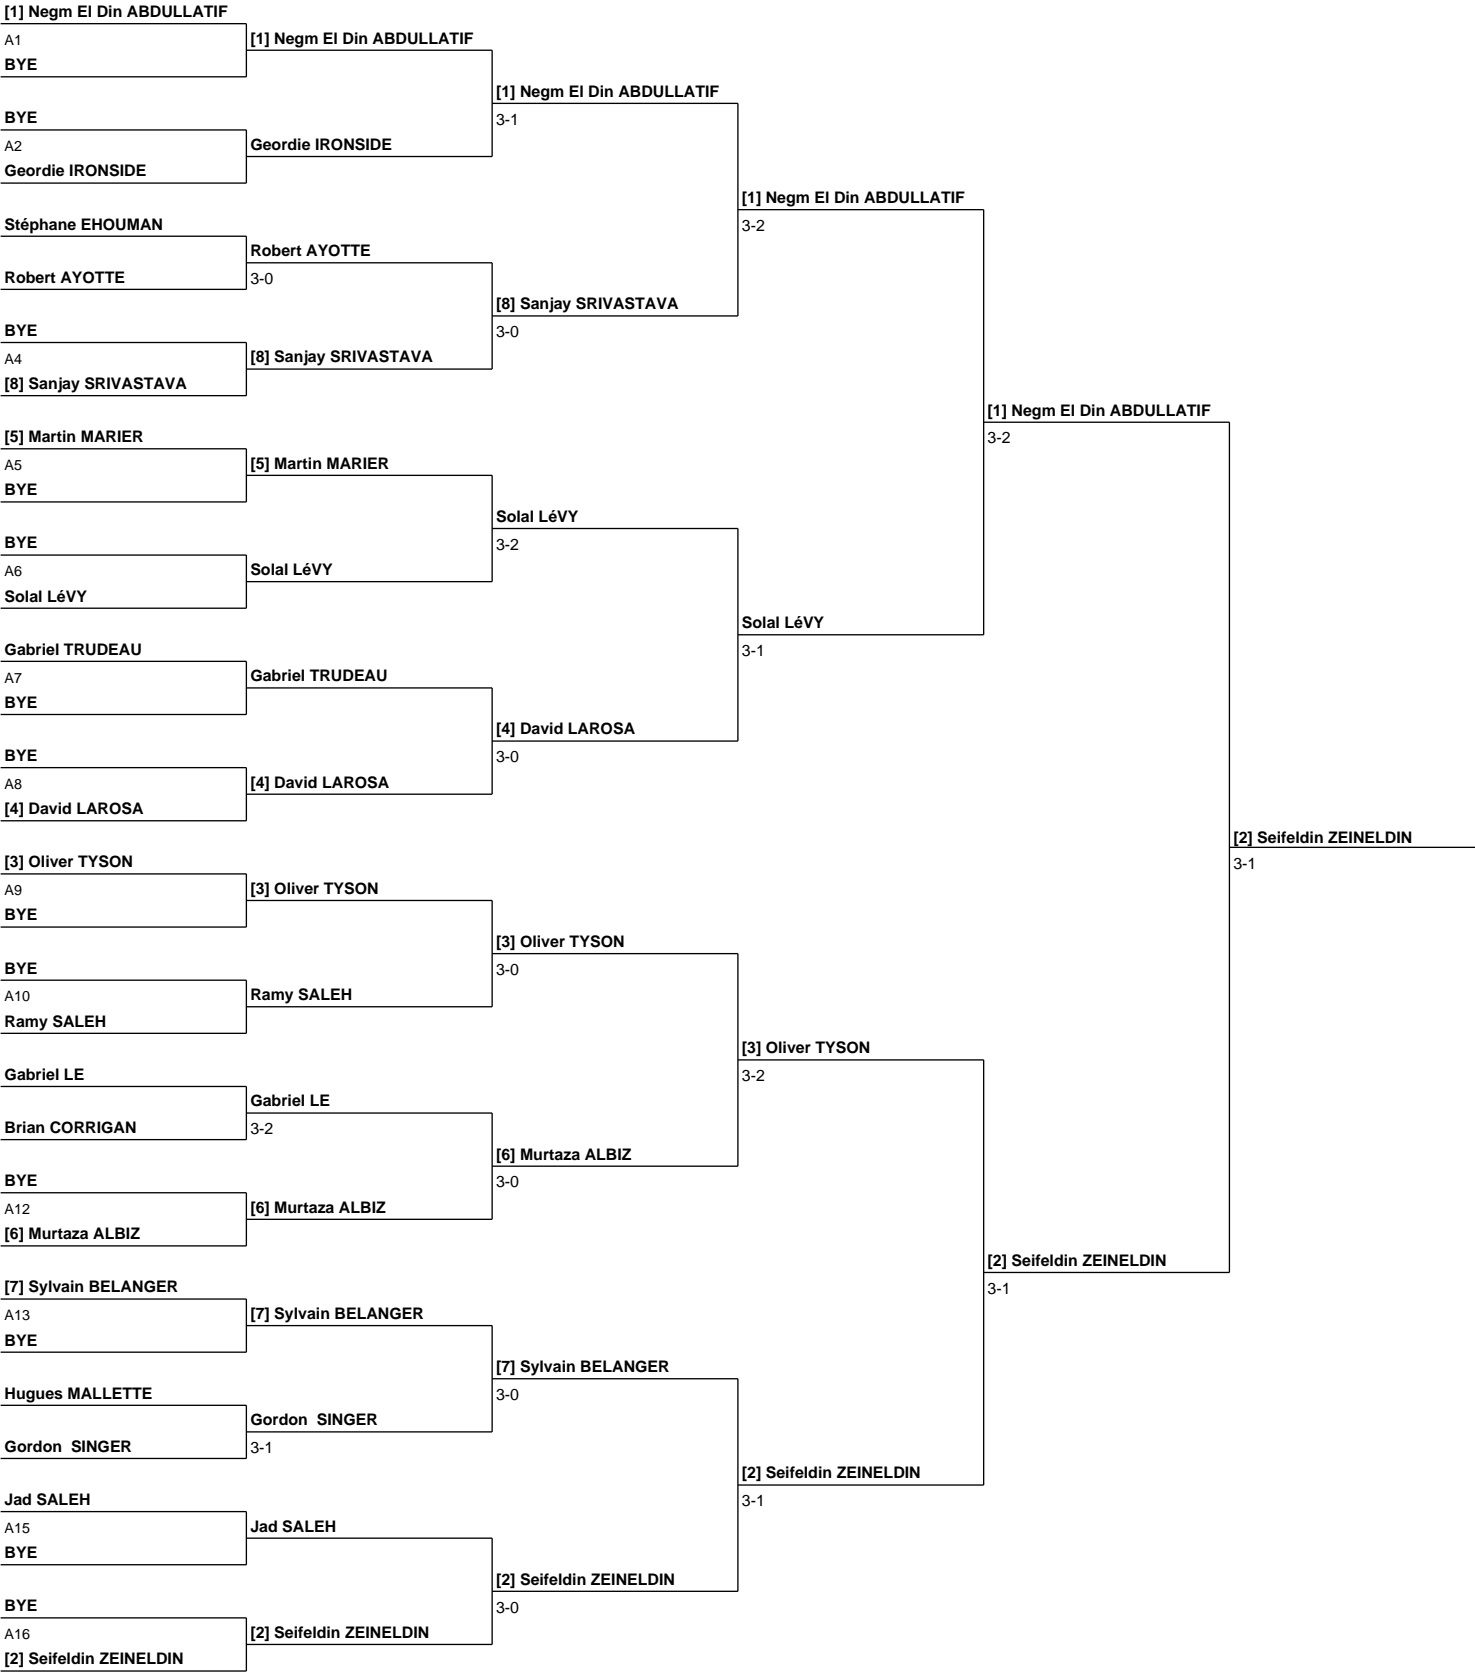 [1] Negm El Din ABDULLATIF
A1
BYE
[1] Negm El Din ABDULLATIF
[1] Negm El Din ABDULLATIF
3-1
BYE
A2
Geordie IRONSIDE
Geordie IRONSIDE
[1] Negm El Din ABDULLATIF
3-2
Stéphane EHOUMAN
Robert AYOTTE
Robert AYOTTE
3-0
[8] Sanjay SRIVASTAVA
3-0
BYE
A4
[8] Sanjay SRIVASTAVA
[8] Sanjay SRIVASTAVA
[1] Negm El Din ABDULLATIF
3-2
[5] Martin MARIER
A5
BYE
[5] Martin MARIER
Solal LéVY
3-2
BYE
A6
Solal LéVY
Solal LéVY
Solal LéVY
3-1
Gabriel TRUDEAU
A7
BYE
Gabriel TRUDEAU
[4] David LAROSA
3-0
BYE
A8
[4] David LAROSA
[4] David LAROSA
[2] Seifeldin ZEINELDIN
3-1
[3] Oliver TYSON
A9
BYE
[3] Oliver TYSON
[3] Oliver TYSON
3-0
BYE
A10
Ramy SALEH
Ramy SALEH
[3] Oliver TYSON
3-2
Gabriel LE
Brian CORRIGAN
Gabriel LE
3-2
[6] Murtaza ALBIZ
3-0
BYE
A12
[6] Murtaza ALBIZ
[6] Murtaza ALBIZ
[2] Seifeldin ZEINELDIN
3-1
[7] Sylvain BELANGER
A13
BYE
[7] Sylvain BELANGER
[7] Sylvain BELANGER
3-0
Hugues MALLETTE
Gordon  SINGER
Gordon  SINGER
3-1
[2] Seifeldin ZEINELDIN
3-1
Jad SALEH
A15
BYE
Jad SALEH
[2] Seifeldin ZEINELDIN
3-0
BYE
A16
[2] Seifeldin ZEINELDIN
[2] Seifeldin ZEINELDIN